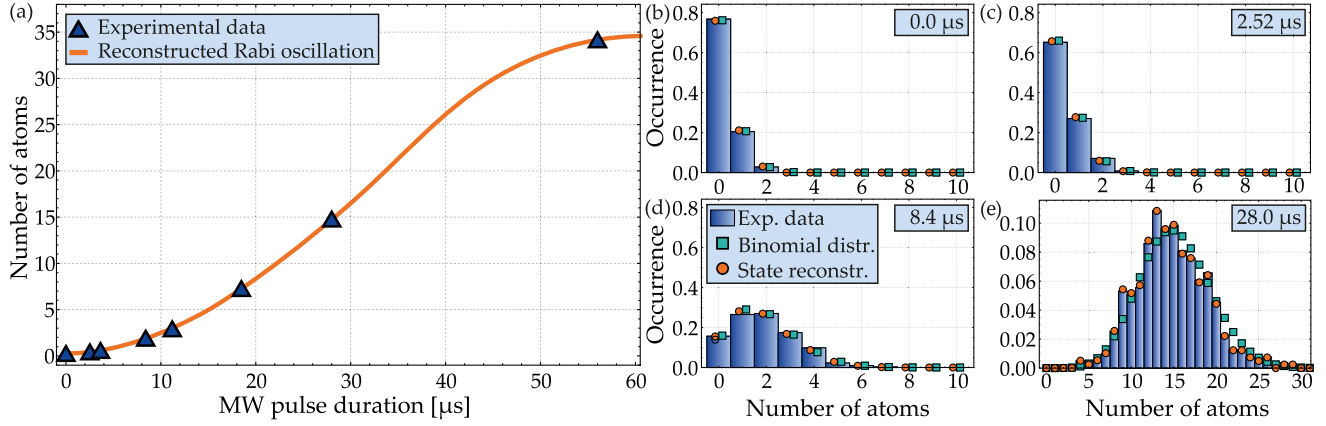 (a)
Experimental data
Reconstructed Rabi oscillation
Number of atoms
35
30
25
20
15
10
5
0
0 10 20 30 40 50 60
MW pulse duration [µs]
(b)
0.0 µs
Occurrence
0.8
0.6
0.4
0.2
0.0
0 2 4 6 8 10
(c)
2.52 µs
0.8
0.6
0.4
0.2
0.0
0 2 4 6 8 10
(d)
8.4 µs
Exp. data
Binomial distr.
State reconstr.
Occurrence
0.8
0.6
0.4
0.2
0.0
0 2 4 6 8 10
Number of atoms
(e)
28.0 µs
0.10
0.08
0.06
0.04
0.02
0.00
0 5 10 15 20 25 30
Number of atoms